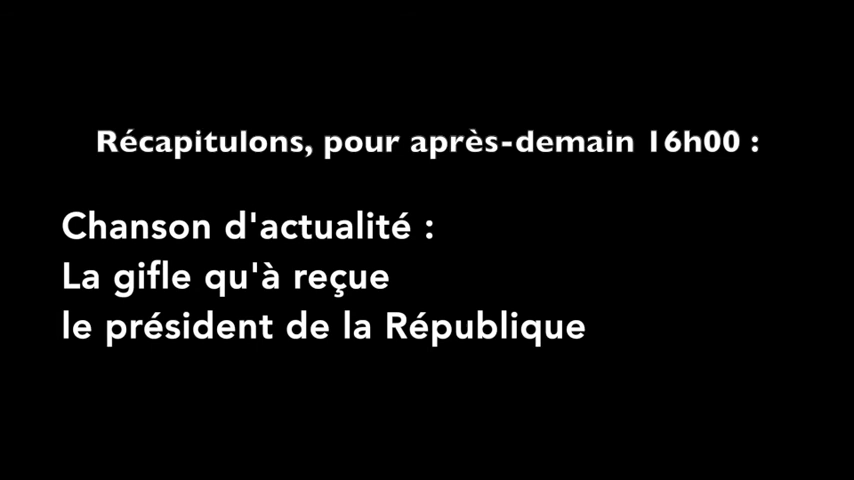 Récapitulons, pour après-demain 16h00 :
Chanson d'actualité :
La gifle qu'à reçue
le président de la République